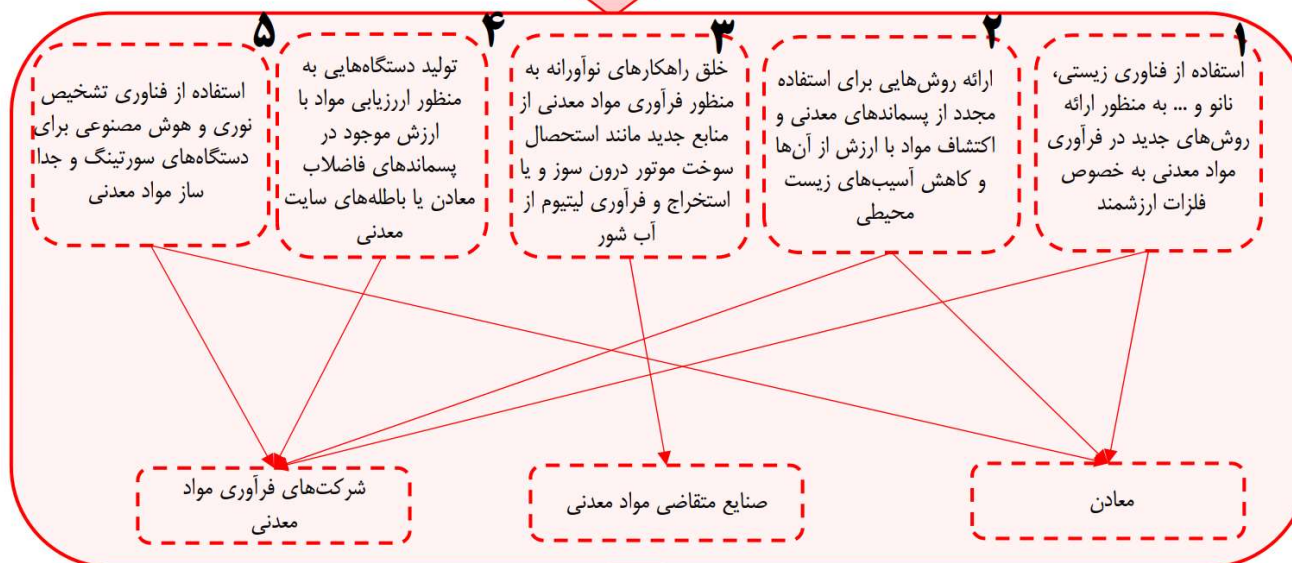 ۱
استفاده از فناوری زیستی،
نانو و ... به منظور ارائه
روش‌های جدید در فرآوری
مواد معدنی به خصوص
فلزات ارزشمند
۲
ارائه روش‌هایی برای استفاده
مجدد از پسماندهای معدنی و
اکتشاف مواد با ارزش از آن‌ها
و کاهش آسیب‌های زیست
محیطی
۳
خلق راهکارهای نوآورانه به
منظور فرآوری مواد معدنی از
منابع جدید مانند استحصال
سوخت موتور درون سوز و یا
استخراج و فرآوری لیتیوم از
آب شور
۴
تولید دستگاه‌هایی به
منظور اررزیابی مواد با
ارزش موجود در
پسماندهای فاضلاب
معادن یا باطله‌های سایت
معدنی
۵
استفاده از فناوری تشخیص
نوری و هوش مصنوعی برای
دستگاه‌های سورتینگ و جدا
ساز مواد معدنی
معادن
صنایع متقاضی مواد معدنی
شرکت‌های فرآوری مواد
معدنی